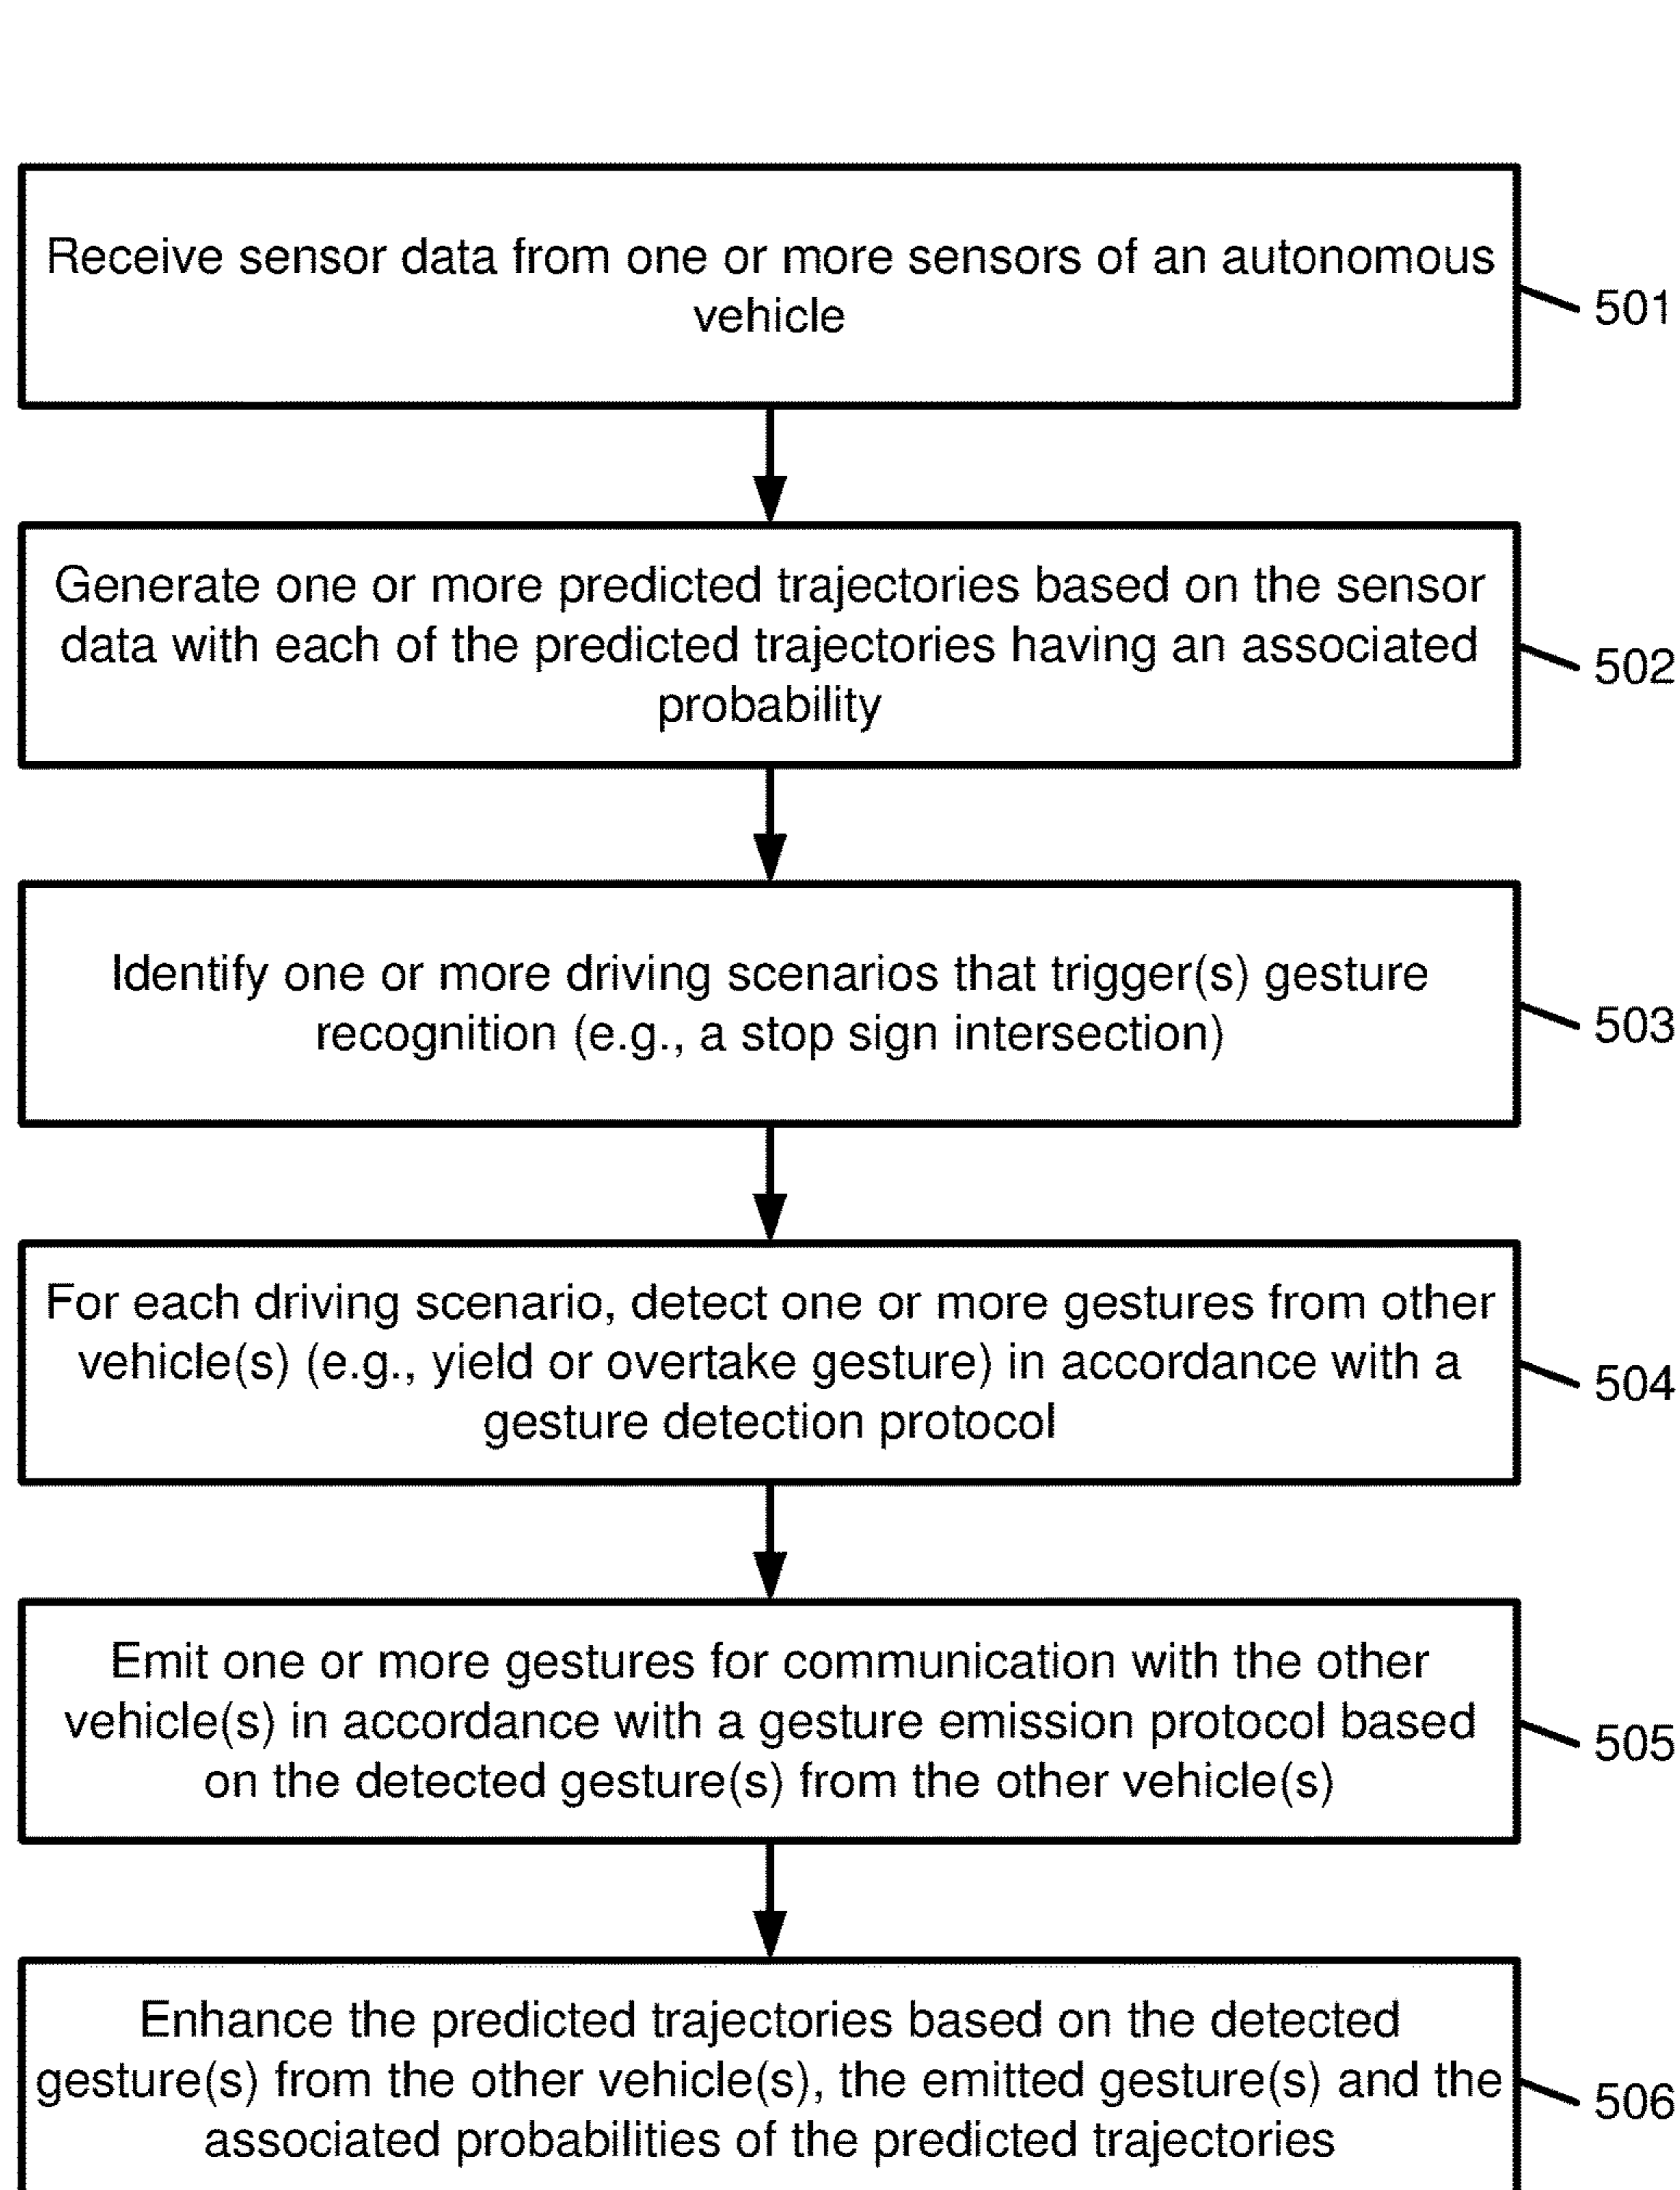 Receive sensor data from one or more sensors of an autonomous
vehicle
501
Generate one or more predicted trajectories based on the sensor
data with each of the predicted trajectories having an associated
probability
502
Identify one or more driving scenarios that trigger(s) gesture
recognition (e.g., a stop sign intersection)
503
For each driving scenario, detect one or more gestures from other
vehicle(s) (e.g., yield or overtake gesture) in accordance with a
gesture detection protocol
504
Emit one or more gestures for communication with the other
vehicle(s) in accordance with a gesture emission protocol based
on the detected gesture(s) from the other vehicle(s)
505
Enhance the predicted trajectories based on the detected
gesture(s) from the other vehicle(s), the emitted gesture(s) and the
associated probabilities of the predicted trajectories
506